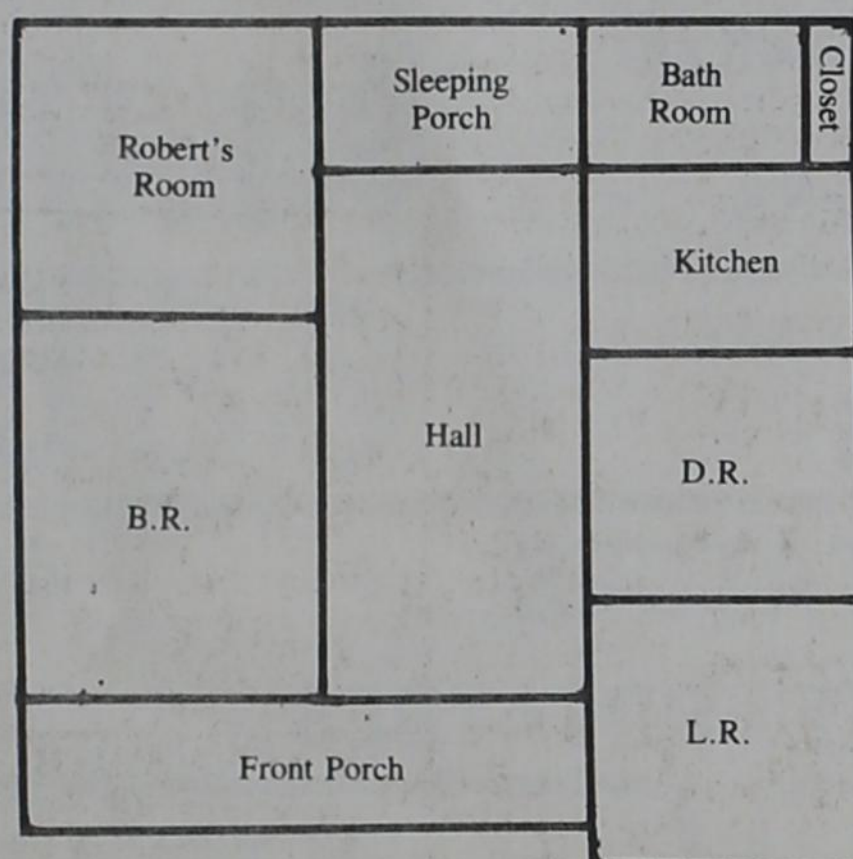 Robert's
Room
Sleeping
Porch
Bath
Room
Closet
Kitchen
Hall
B.R.
D.R.
L.R.
Front Porch